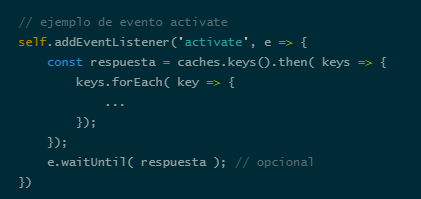 // ejemplo de evento activate
self.addEventListener('activate', e => {
    const respuesta = caches.keys().then( keys => {
        keys.forEach( key => {
            ...
        });
    });
    e.waitUntil( respuesta ); // opcional
})